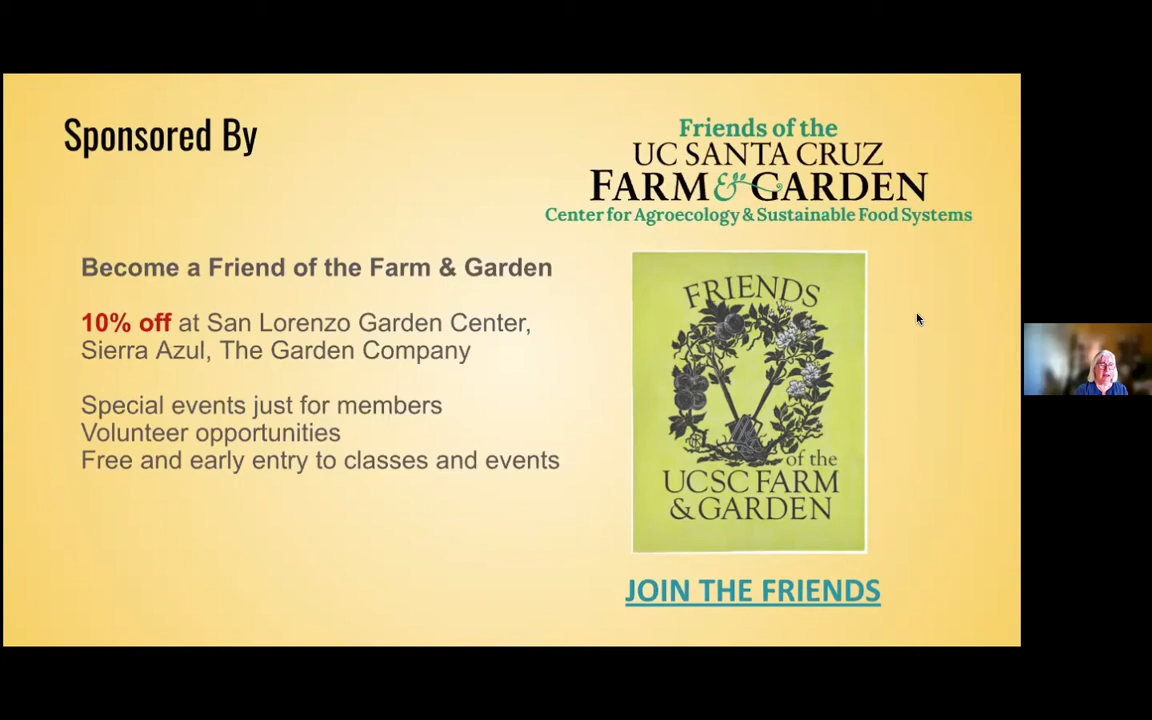 Sponsored By
Friends of the
UC SANTA CRUZ
FARM & GARDEN
Center for Agroecology & Sustainable Food Systems
Become a Friend of the Farm & Garden
10% off at San Lorenzo Garden Center,
Sierra Azul, The Garden Company
Special events just for members
Volunteer opportunities
Free and early entry to classes and events
FRIENDS
of the
UCSC FARM
& GARDEN
JOIN THE FRIENDS